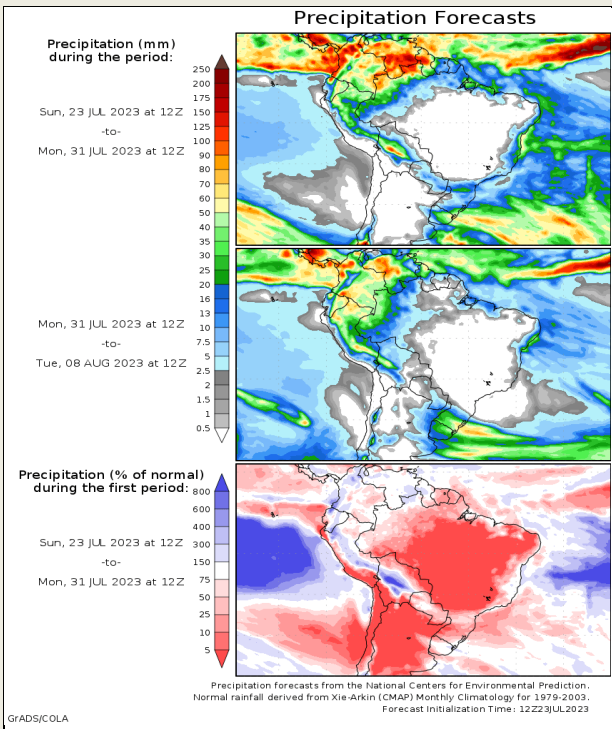 Precipitation Forecasts
Precipitation (mm)
during the period:
Sun, 23 JUL 2023 at 12Z
-to-
Mon, 31 JUL 2023 at 12Z
250
200
175
150
125
100
90
80
70
60
50
40
35
30
25
20
16
13
10
7.5
5
2.5
2
1.5
1
0.5
Mon, 31 JUL 2023 at 12Z
-to-
Tue, 08 AUG 2023 at 12Z
Precipitation (% of normal)
during the first period:
Sun, 23 JUL 2023 at 12Z
-to-
Mon, 31 JUL 2023 at 12Z
800
600
400
300
150
75
50
25
10
5
Precipitation forecasts from the National Centers for Environmental Prediction.
Normal rainfall derived from Xie-Arkin (CMAP) Monthly Climatology for 1979-2003.
Forecast Initialization Time: 12Z23JUL2023
GrADS/COLA